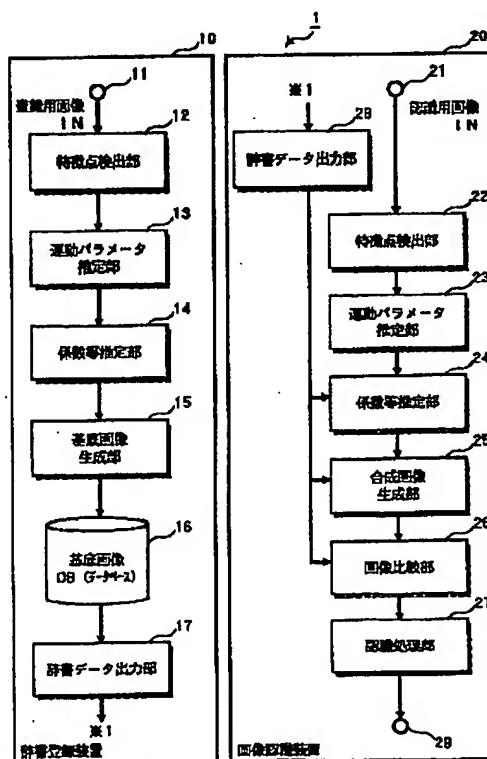 1
10
11
登録用画像
IN
12
特徴点検出部
13
運動パラメータ
推定部
14
係数等推定部
15
基底画像
生成部
16
基底画像
DB(データベース)
17
辞書データ出力部
※1
辞書登録装置
20
21
※1
認識用画像
IN
辞書データ出力部
22
特徴点検出部
23
運動パラメータ
推定部
24
係数等推定部
25
合成画像
生成部
26
画像比較部
27
認識処理部
画像認識装置